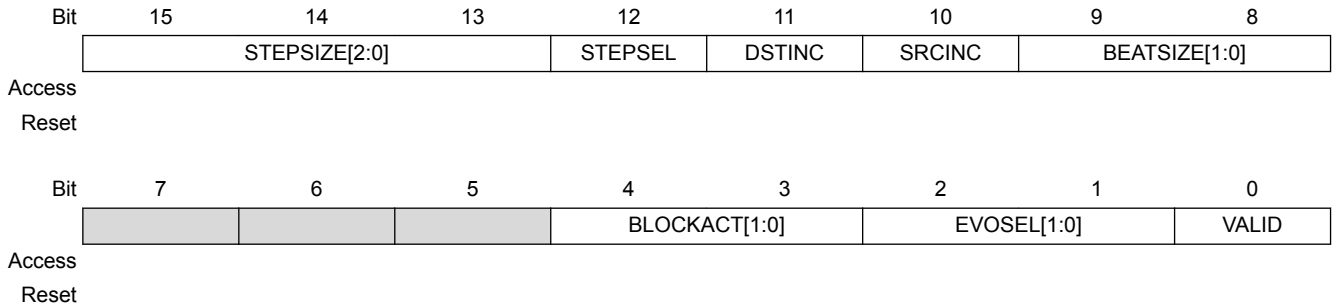 Bit 15 14 13 12 11 10 9 8
STEPSIZE[2:0] STEPSEL DSTINC SRCINC BEATSIZE[1:0]
Access
Reset
Bit 7 6 5 4 3 2 1 0
BLOCKACT[1:0] EVOSEL[1:0] VALID
Access
Reset